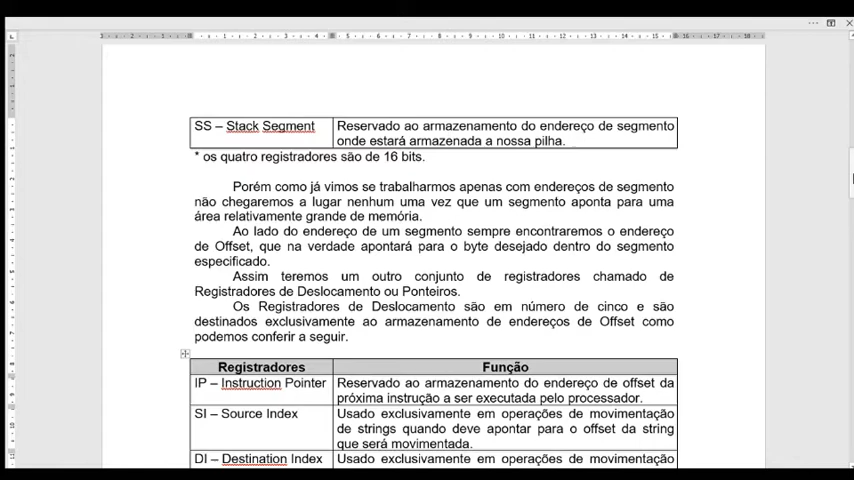 SS – Stack Segment Reservado ao armazenamento do endereço de segmento
onde estará armazenada a nossa pilha.
* os quatro registradores são de 16 bits.
Porém como já vimos se trabalharmos apenas com endereços de segmento
não chegaremos a lugar nenhum uma vez que um segmento aponta para uma
área relativamente grande de memória.
Ao lado do endereço de um segmento sempre encontraremos o endereço
de Offset, que na verdade apontará para o byte desejado dentro do segmento
especificado.
Assim teremos um outro conjunto de registradores chamado de
Registradores de Deslocamento ou Ponteiros.
Os Registradores de Deslocamento são em número de cinco e são
destinados exclusivamente ao armazenamento de endereços de Offset como
podemos conferir a seguir.
Registradores Função
IP – Instruction Pointer Reservado ao armazenamento do endereço de offset da
próxima instrução a ser executada pelo processador.
SI – Source Index Usado exclusivamente em operações de movimentação
de strings quando deve apontar para o offset da string
que será movimentada.
DI – Destination Index Usado exclusivamente em operações de movimentação